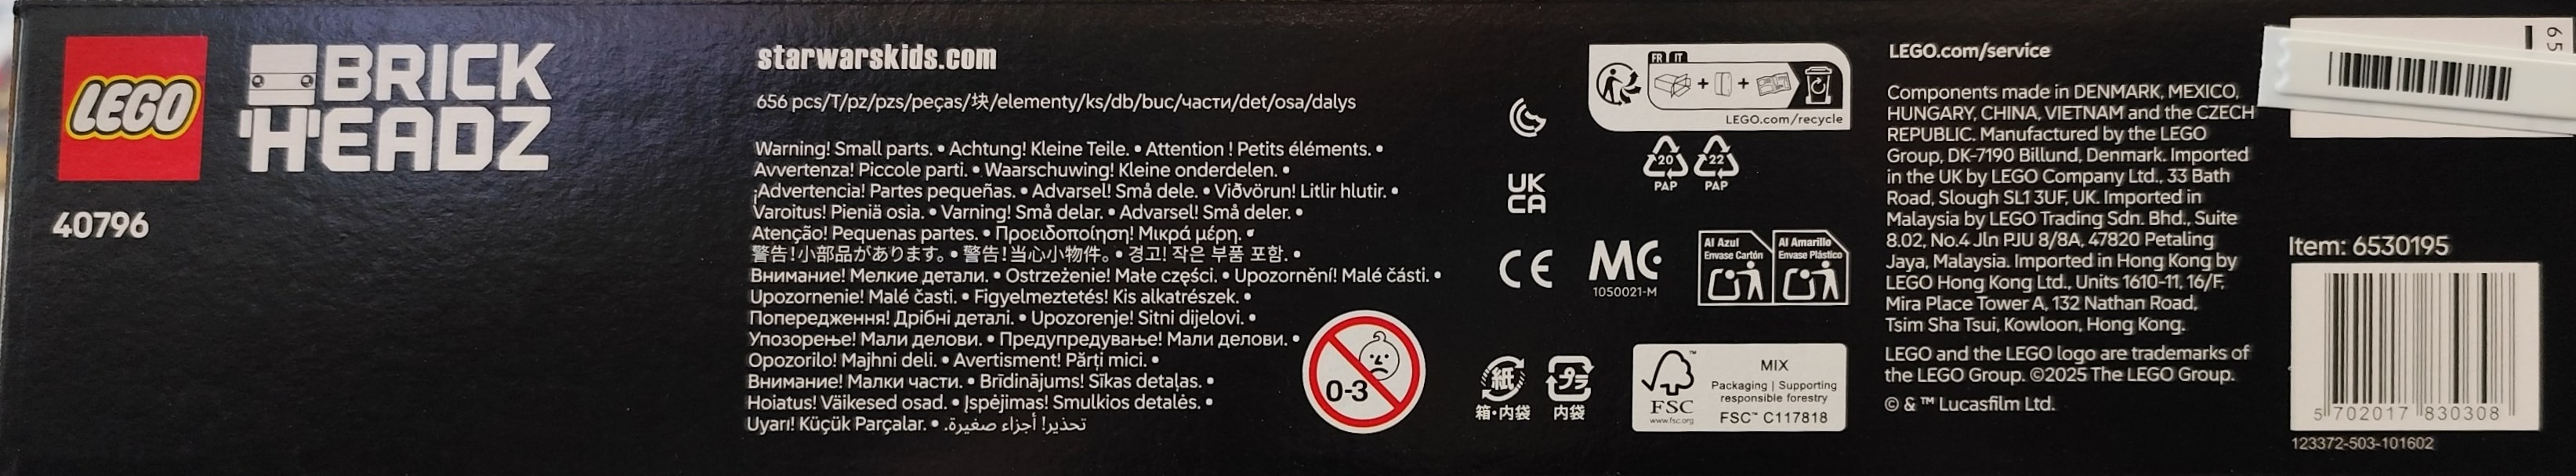 LEGO
BRICK
HEADZ
40796
starwarskids.com
656 pcs/T/pz/pzs/peças/块/elementy/ks/db/buc/части/det/osa/dalys
Warning! Small parts. • Achtung! Kleine Teile. • Attention ! Petits éléments. •
Avvertenza! Piccole parti. • Waarschuwing! Kleine onderdelen. •
¡Advertencia! Partes pequeñas. • Advarsel! Små dele. • Viðvörun! Litlir hlutir. •
Varoitus! Pieniä osia. • Varning! Små delar. • Advarsel! Små deler. •
Atenção! Pequenas partes. • Προειδοποίηση! Μικρά μέρη. •
警告!小部品があります。 • 警告!当心小物件。 • 경고! 작은 부품 포함. •
Внимание! Мелкие детали. • Ostrzeżenie! Małe części. • Upozornění! Malé části. •
Upozornenie! Malé časti. • Figyelmeztetés! Kis alkatrészek. •
Попередження! Дрібні деталі. • Upozorenje! Sitni dijelovi. •
Упозорење! Мали делови. • Предупредување! Мали делови. •
Opozorilo! Majhni deli. • Avertisment! Părți mici. •
Внимание! Малки части. • Brīdinājums! Sīkas detaļas. •
Hoiatus! Väikesed osad. • Įspėjimas! Smulkios detalės. •
Uyarı! Küçük Parçalar. • تحذير! أجزاء صغيرة.
0-3
UK
CA
CE
MC
1050021-M
紙
箱・内袋
プラ
内袋
FR IT
+ +
LEGO.com/recycle
20
PAP
22
PAP
Al Azul
Envase Cartón
Al Amarillo
Envase Plástico
FSC™
www.fsc.org
MIX
Packaging | Supporting
responsible forestry
FSC™ C117818
LEGO.com/service
Components made in DENMARK, MEXICO,
HUNGARY, CHINA, VIETNAM and the CZECH
REPUBLIC. Manufactured by the LEGO
Group, DK-7190 Billund, Denmark. Imported
in the UK by LEGO Company Ltd., 33 Bath
Road, Slough SL1 3UF, UK. Imported in
Malaysia by LEGO Trading Sdn. Bhd., Suite
8.02, No.4 Jln PJU 8/8A, 47820 Petaling
Jaya, Malaysia. Imported in Hong Kong by
LEGO Hong Kong Ltd., Units 1610-11, 16/F,
Mira Place Tower A, 132 Nathan Road,
Tsim Sha Tsui, Kowloon, Hong Kong.
LEGO and the LEGO logo are trademarks of
the LEGO Group. ©2025 The LEGO Group.
© & ™ Lucasfilm Ltd.
65
Item: 6530195
5 702017 830308
123372-503-101602